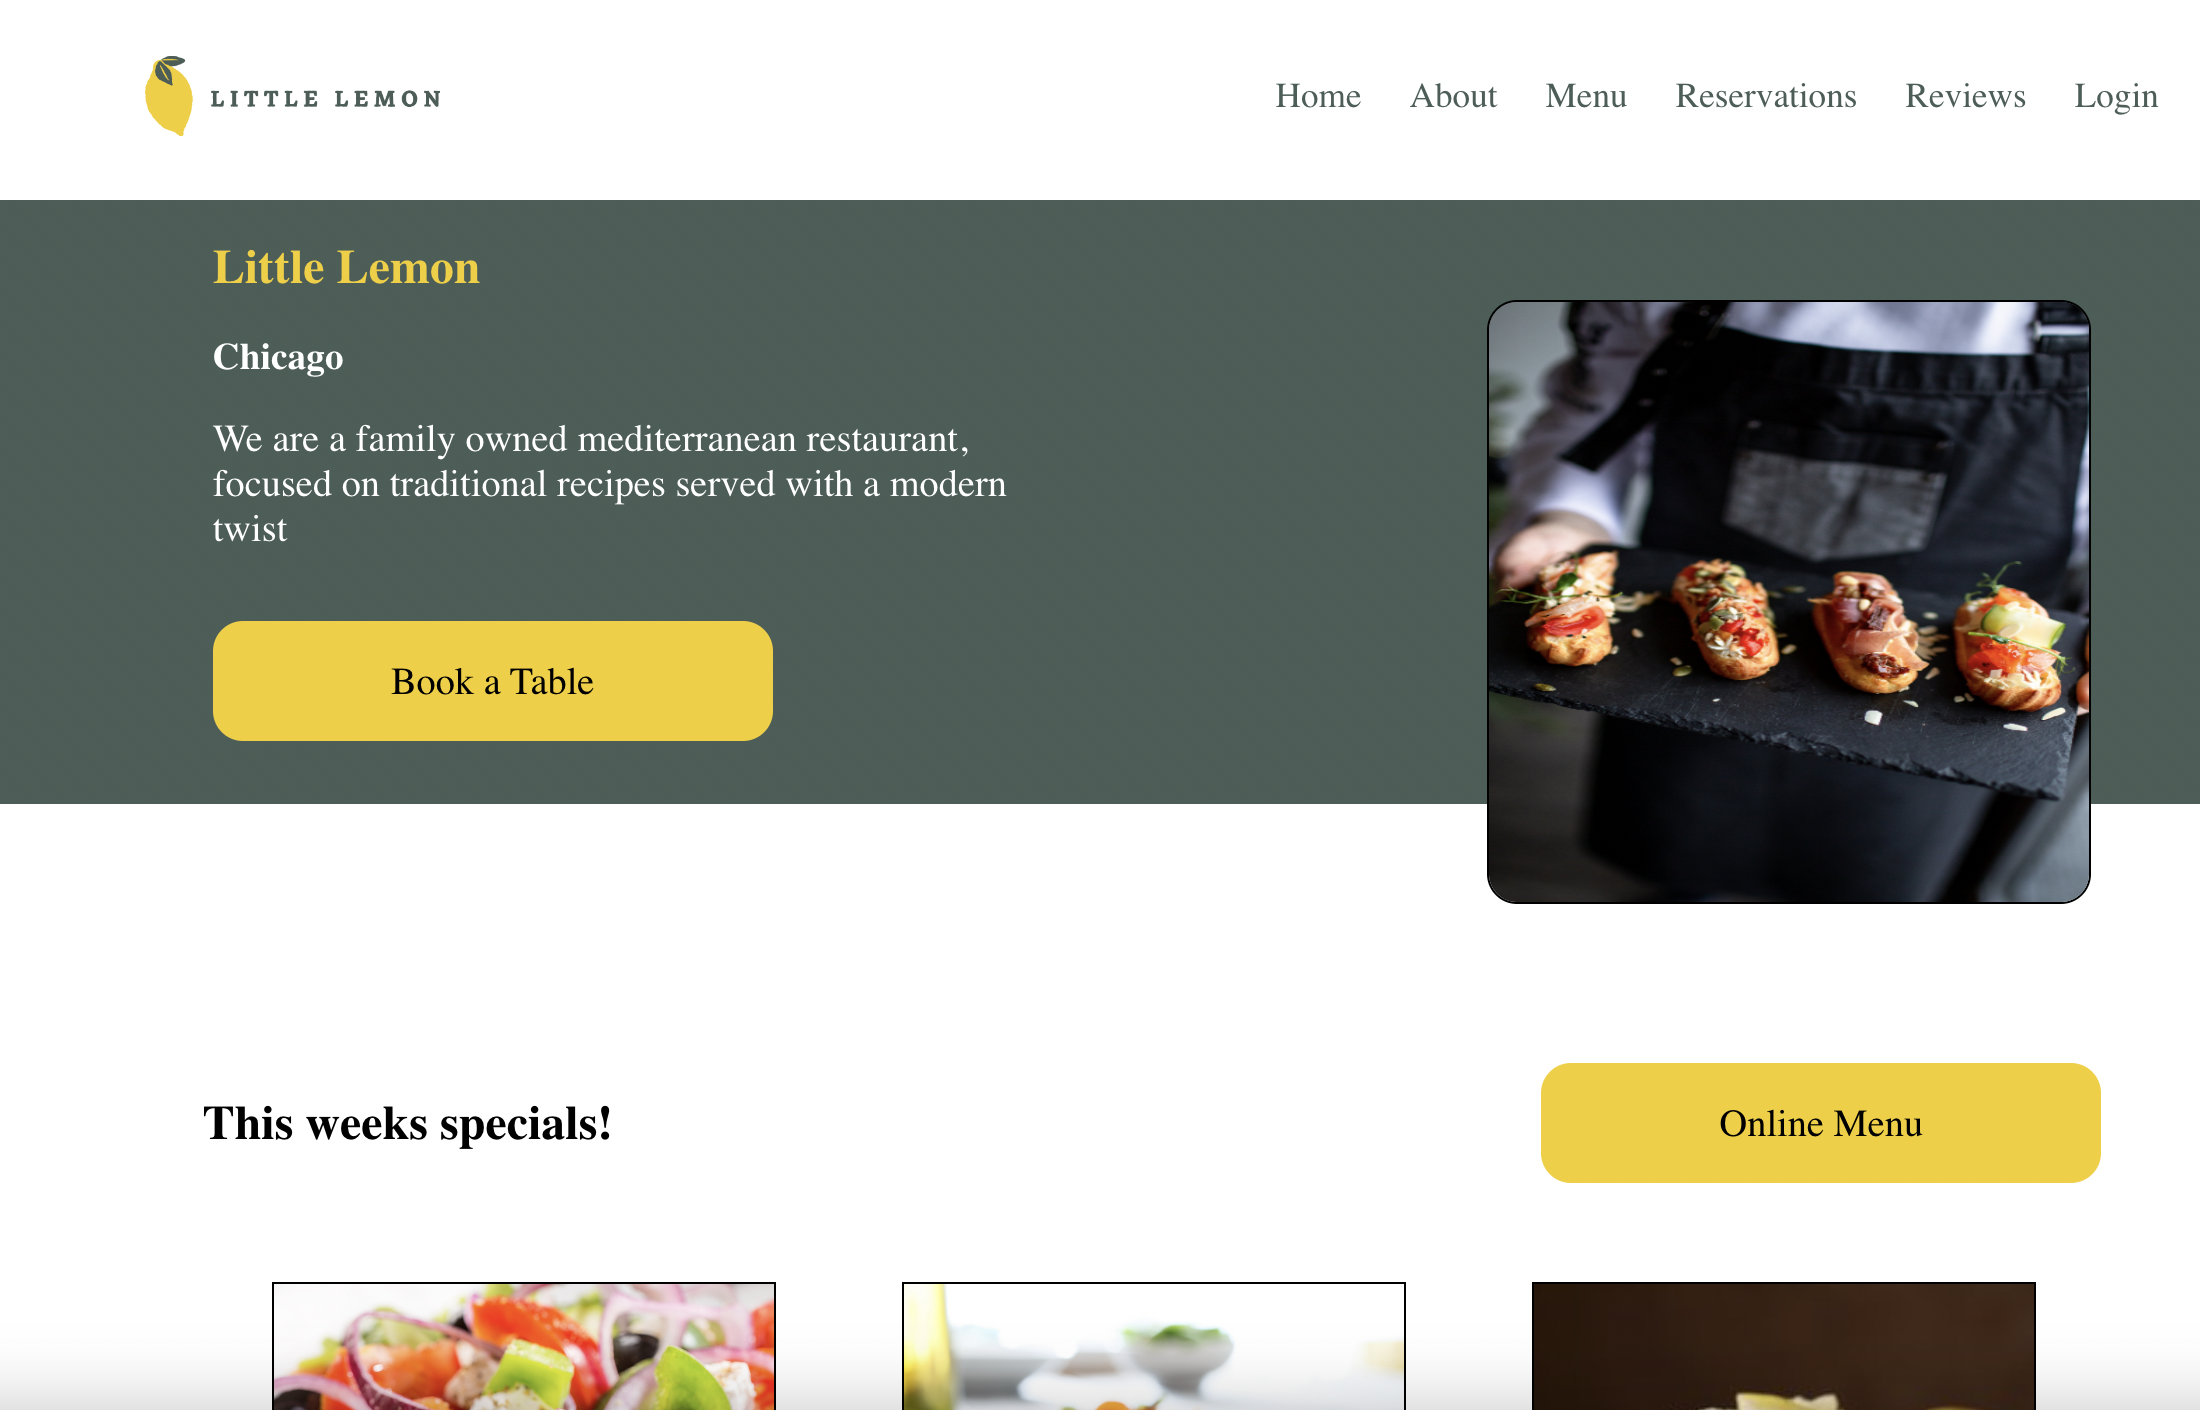 LITTLE LEMON
Home About Menu Reservations Reviews Login
Little Lemon
Chicago
We are a family owned mediterranean restaurant,
focused on traditional recipes served with a modern
twist
Book a Table
This weeks specials!
Online Menu